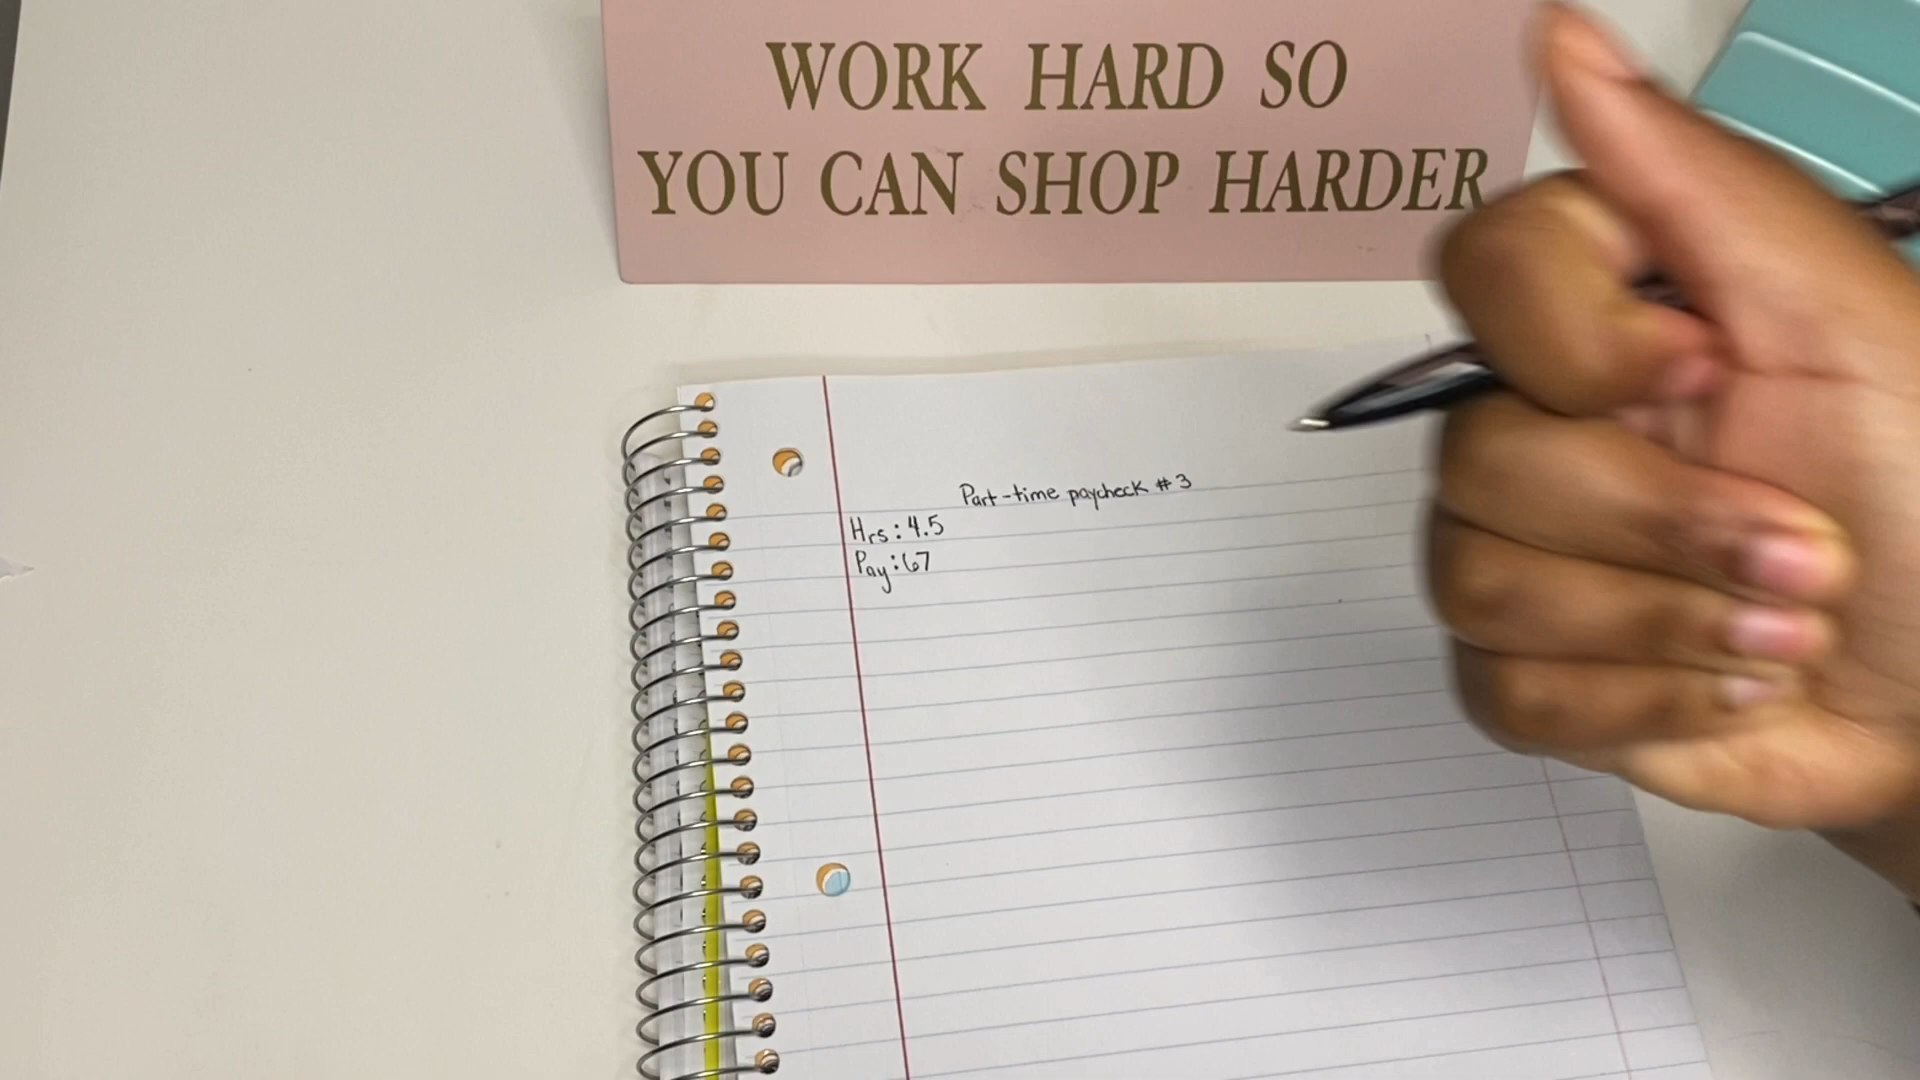 WORK HARD SO
YOU CAN SHOP HARDER
Part-time paycheck #3
Hrs: 4.5
Pay: 67